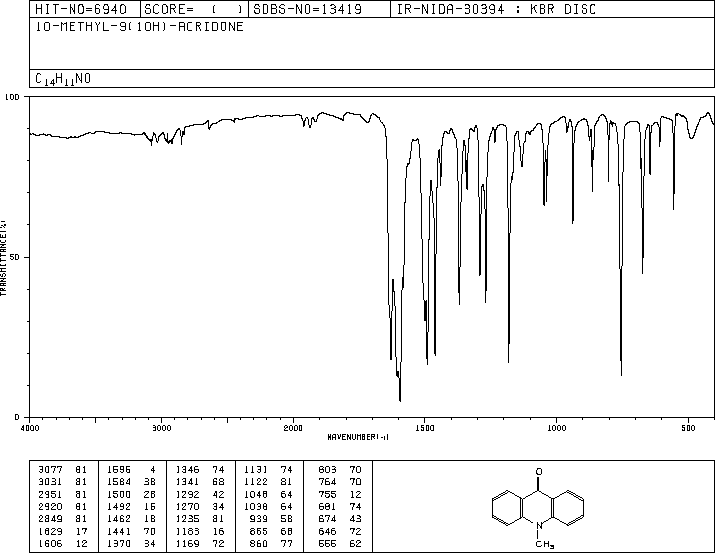 HIT-NO=6940 SCORE= ( ) SDBS-NO=13419 IR-NIDA-30394 : KBR DISC
10-METHYL-9(10H)-ACRIDONE
C14H11NO
100
50
0
TRANSMITTANCE(%)
4000 3000 2000 1500 1000 500
WAVENUMBER(-1)
3077 81 1596 4 1346 74 1131 74 803 70
3031 81 1584 38 1341 68 1122 81 764 70
2951 81 1500 28 1292 42 1048 64 755 12
2920 81 1492 16 1270 34 1038 64 681 74
2849 81 1462 18 1235 81 939 58 674 43
1629 17 1441 70 1183 16 865 68 646 72
1606 12 1370 34 1169 72 860 77 555 62
O
N
CH3